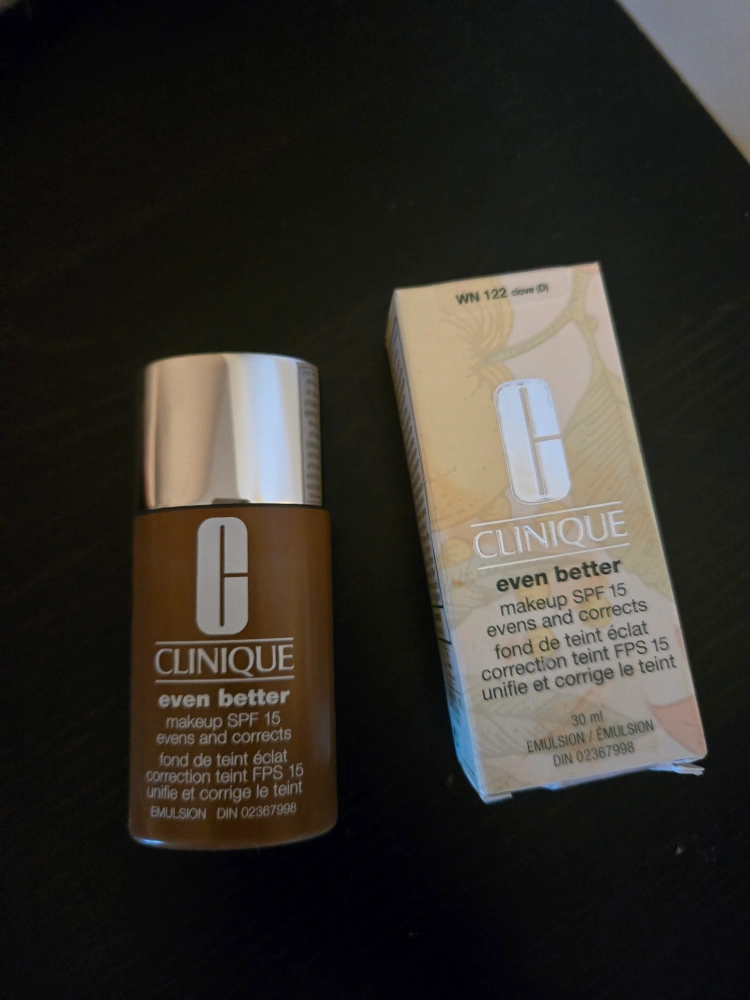 CLINIQUE
even better
makeup SPF 15
evens and corrects
fond de teint éclat
correction teint FPS 15
unifie et corrige le teint
EMULSION DIN 02367998
WN 122 clove (D)
CLINIQUE
even better
makeup SPF 15
evens and corrects
fond de teint éclat
correction teint FPS 15
unifie et corrige le teint
30 ml
EMULSION / ÉMULSION
DIN 02367998